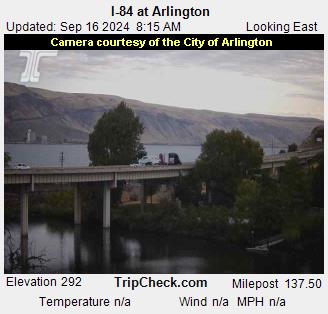 I-84 at Arlington
Updated: Sep 16 2024 8:15 AM Looking East
Camera courtesy of the City of Arlington
Elevation 292 TripCheck.com Milepost 137.50
Temperature n/a Wind n/a MPH n/a